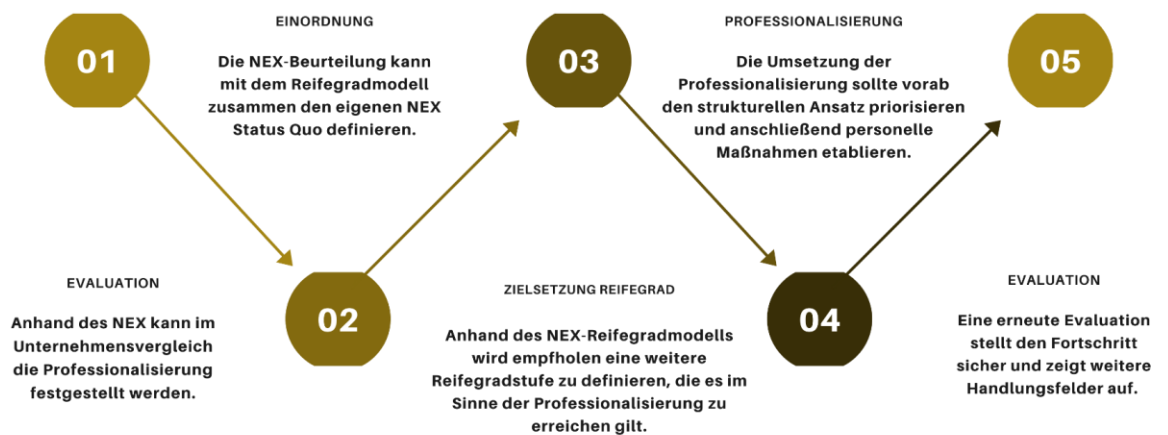 01
EVALUATION
Anhand des NEX kann im
Unternehmensvergleich
die Professionalisierung
festgestellt werden.
02
EINORDNUNG
Die NEX-Beurteilung kann
mit dem Reifegradmodell
zusammen den eigenen NEX
Status Quo definieren.
03
ZIELSETZUNG REIFEGRAD
Anhand des NEX-Reifegradmodells
wird empfholen eine weitere
Reifegradstufe zu definieren, die es im
Sinne der Professionalisierung zu
erreichen gilt.
04
PROFESSIONALISIERUNG
Die Umsetzung der
Professionalisierung sollte vorab
den strukturellen Ansatz priorisieren
und anschließend personelle
Maßnahmen etablieren.
05
EVALUATION
Eine erneute Evaluation
stellt den Fortschritt
sicher und zeigt weitere
Handlungsfelder auf.